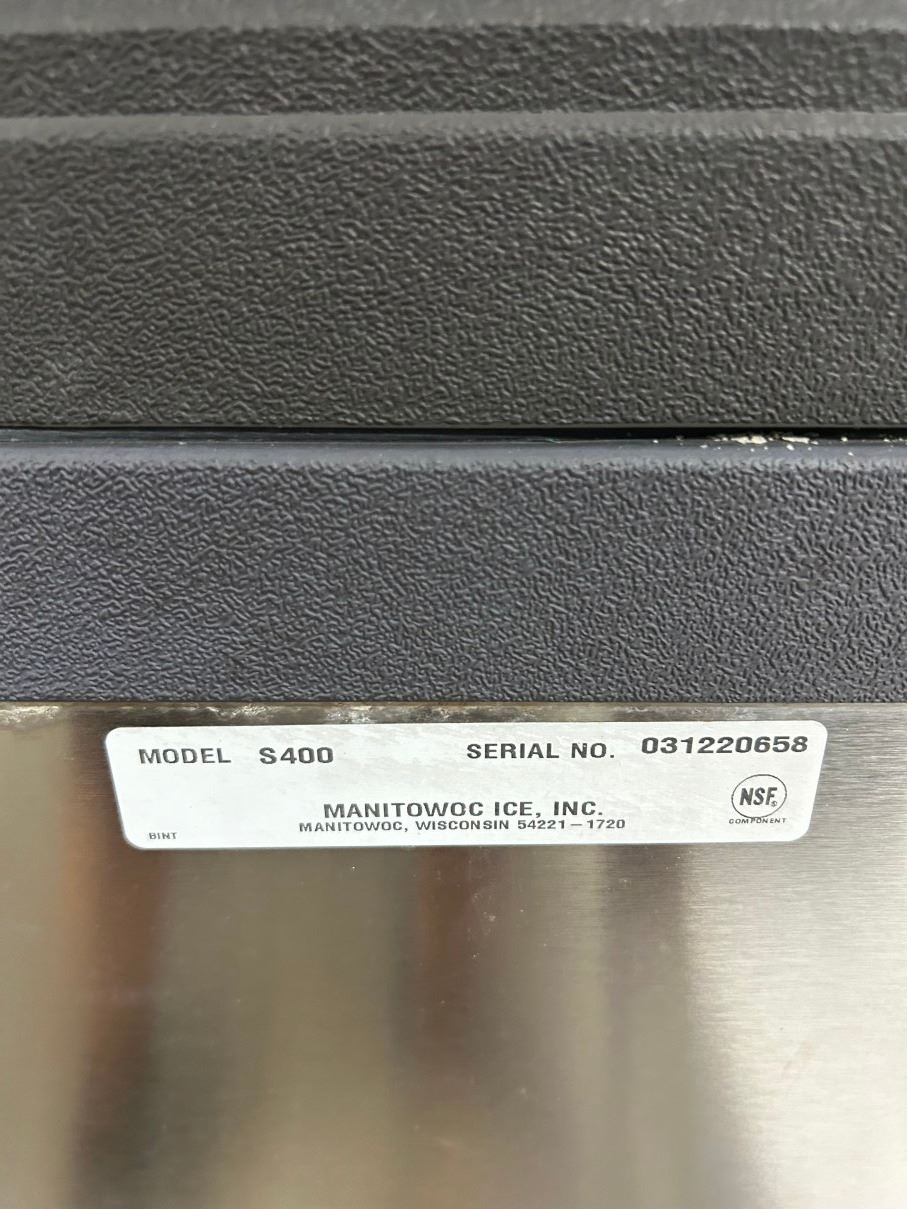 MODEL S400 SERIAL NO. 031220658
NSF®
COMPONENT
MANITOWOC ICE, INC.
MANITOWOC, WISCONSIN 54221–1720
BINT